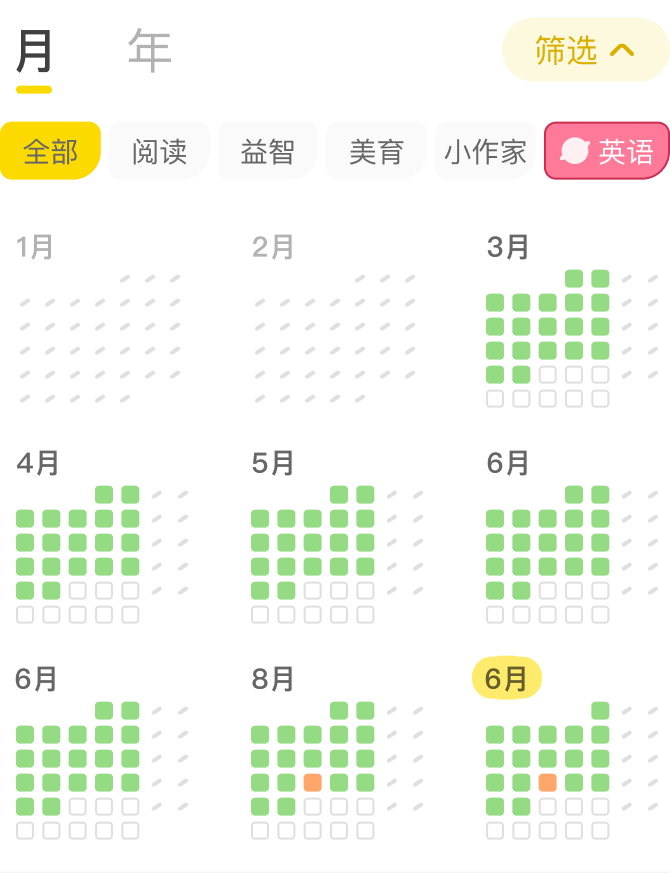 月 年 筛选
全部 阅读 益智 美育 小作家 英语
1月 2月 3月
4月 5月 6月
6月 8月 6月